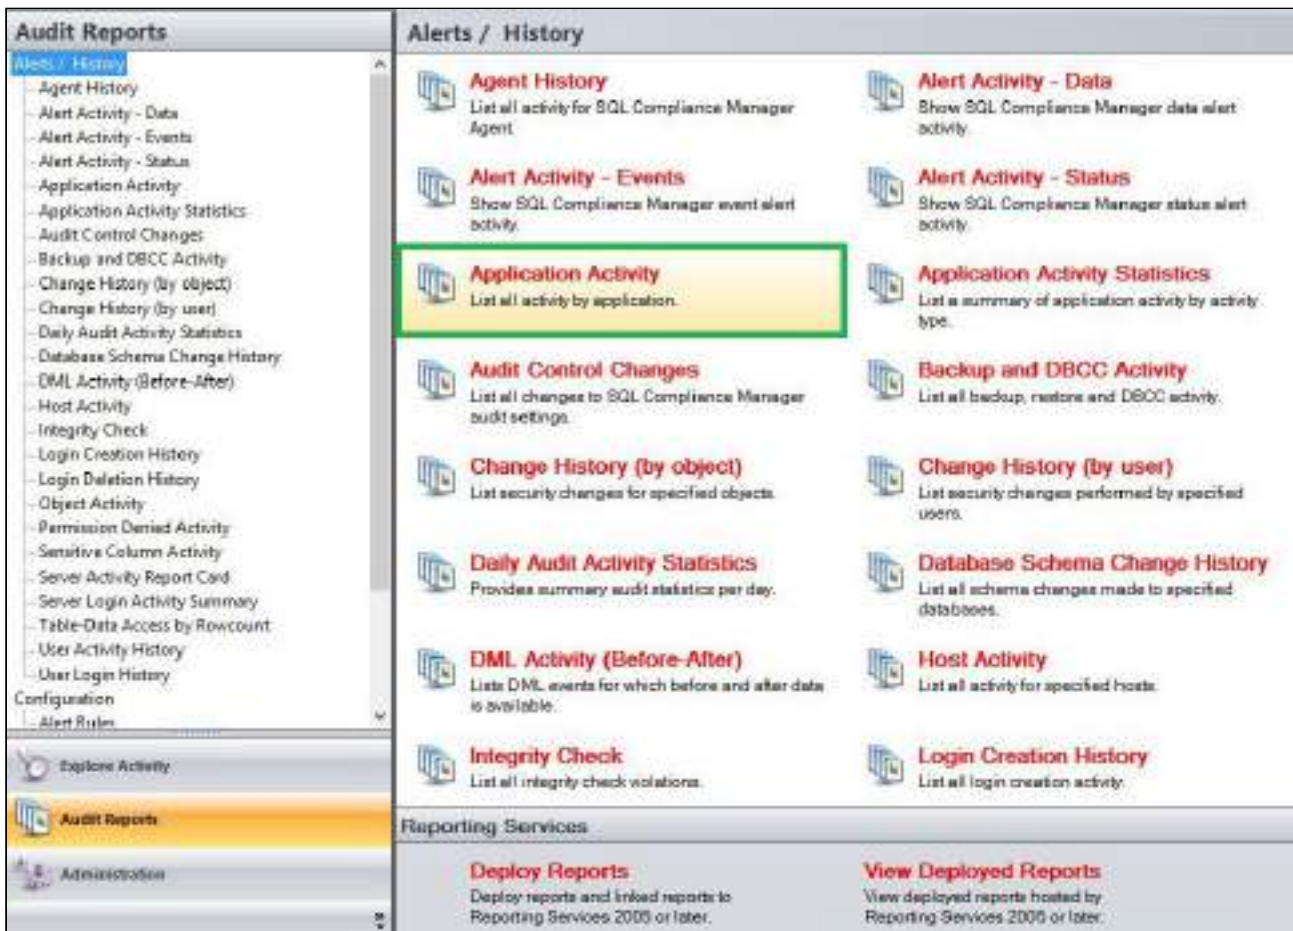 Audit Reports
Alerts / History
Agent History
Alert Activity - Data
Alert Activity - Events
Alert Activity - Status
Application Activity
Application Activity Statistics
Audit Control Changes
Backup and DBCC Activity
Change History (by object)
Change History (by user)
Daily Audit Activity Statistics
Database Schema Change History
DML Activity (Before-After)
Host Activity
Integrity Check
Login Creation History
Login Deletion History
Object Activity
Permission Denied Activity
Sensitive Column Activity
Server Activity Report Card
Server Login Activity Summary
Table-Data Access by Rowcount
User Activity History
User Login History
Configuration
Alert Rules
Explore Activity
Audit Reports
Administration
Alerts / History
Agent History
List all activity for SQL Compliance Manager
Agent.
Alert Activity - Data
Show SQL Compliance Manager data alert
activity.
Alert Activity - Events
Show SQL Compliance Manager event alert
activity.
Alert Activity - Status
Show SQL Compliance Manager status alert
activity.
Application Activity
List all activity by application.
Application Activity Statistics
List a summary of application activity by activity
type.
Audit Control Changes
List all changes to SQL Compliance Manager
audit settings.
Backup and DBCC Activity
List all backup, restore and DBCC activity.
Change History (by object)
List security changes for specified objects.
Change History (by user)
List security changes performed by specified
users.
Daily Audit Activity Statistics
Provides summary audit statistics per day.
Database Schema Change History
List all schema changes made to specified
databases.
DML Activity (Before-After)
Lists DML events for which before and after data
is available.
Host Activity
List all activity for specified hosts.
Integrity Check
List all integrity check violations.
Login Creation History
List all login creation activity.
Reporting Services
Deploy Reports
Deploy reports and linked reports to
Reporting Services 2005 or later.
View Deployed Reports
View deployed reports hosted by
Reporting Services 2005 or later.